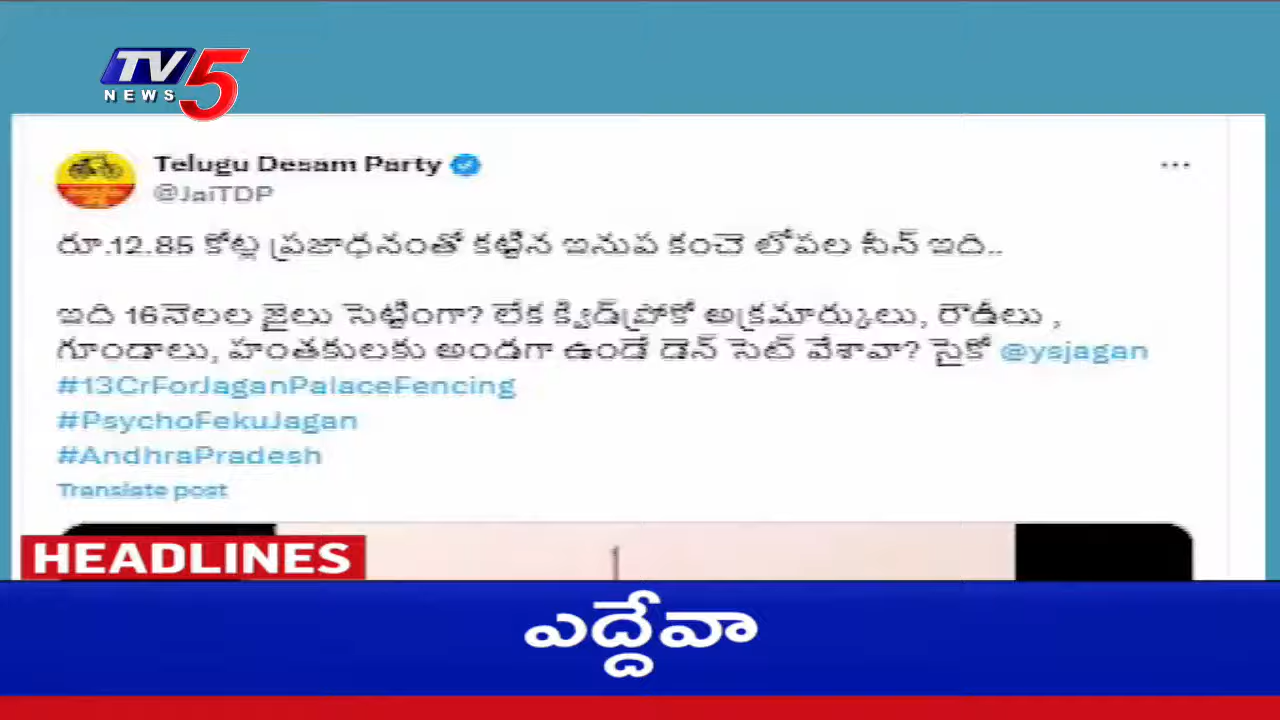 TV5
NEWS
Telugu Desam Party
@JaiTDP
రూ.12.85 కోట్ల ప్రజాధనంతో కట్టిన ఇనుప కంచె లోపల సీన్ ఇది..
ఇది 16నెలల జైలు సెట్టింగా? లేక క్విడ్‌ప్రోకో అక్రమార్కులు, రౌడీలు ,
గూండాలు, హంతకులకు అండగా ఉండే డెన్ సెట్ వేశావా? సైకో @ysjagan
#13CrForJaganPalaceFencing
#PsychoFekuJagan
#AndhraPradesh
Translate post
HEADLINES
ఎద్దేవా